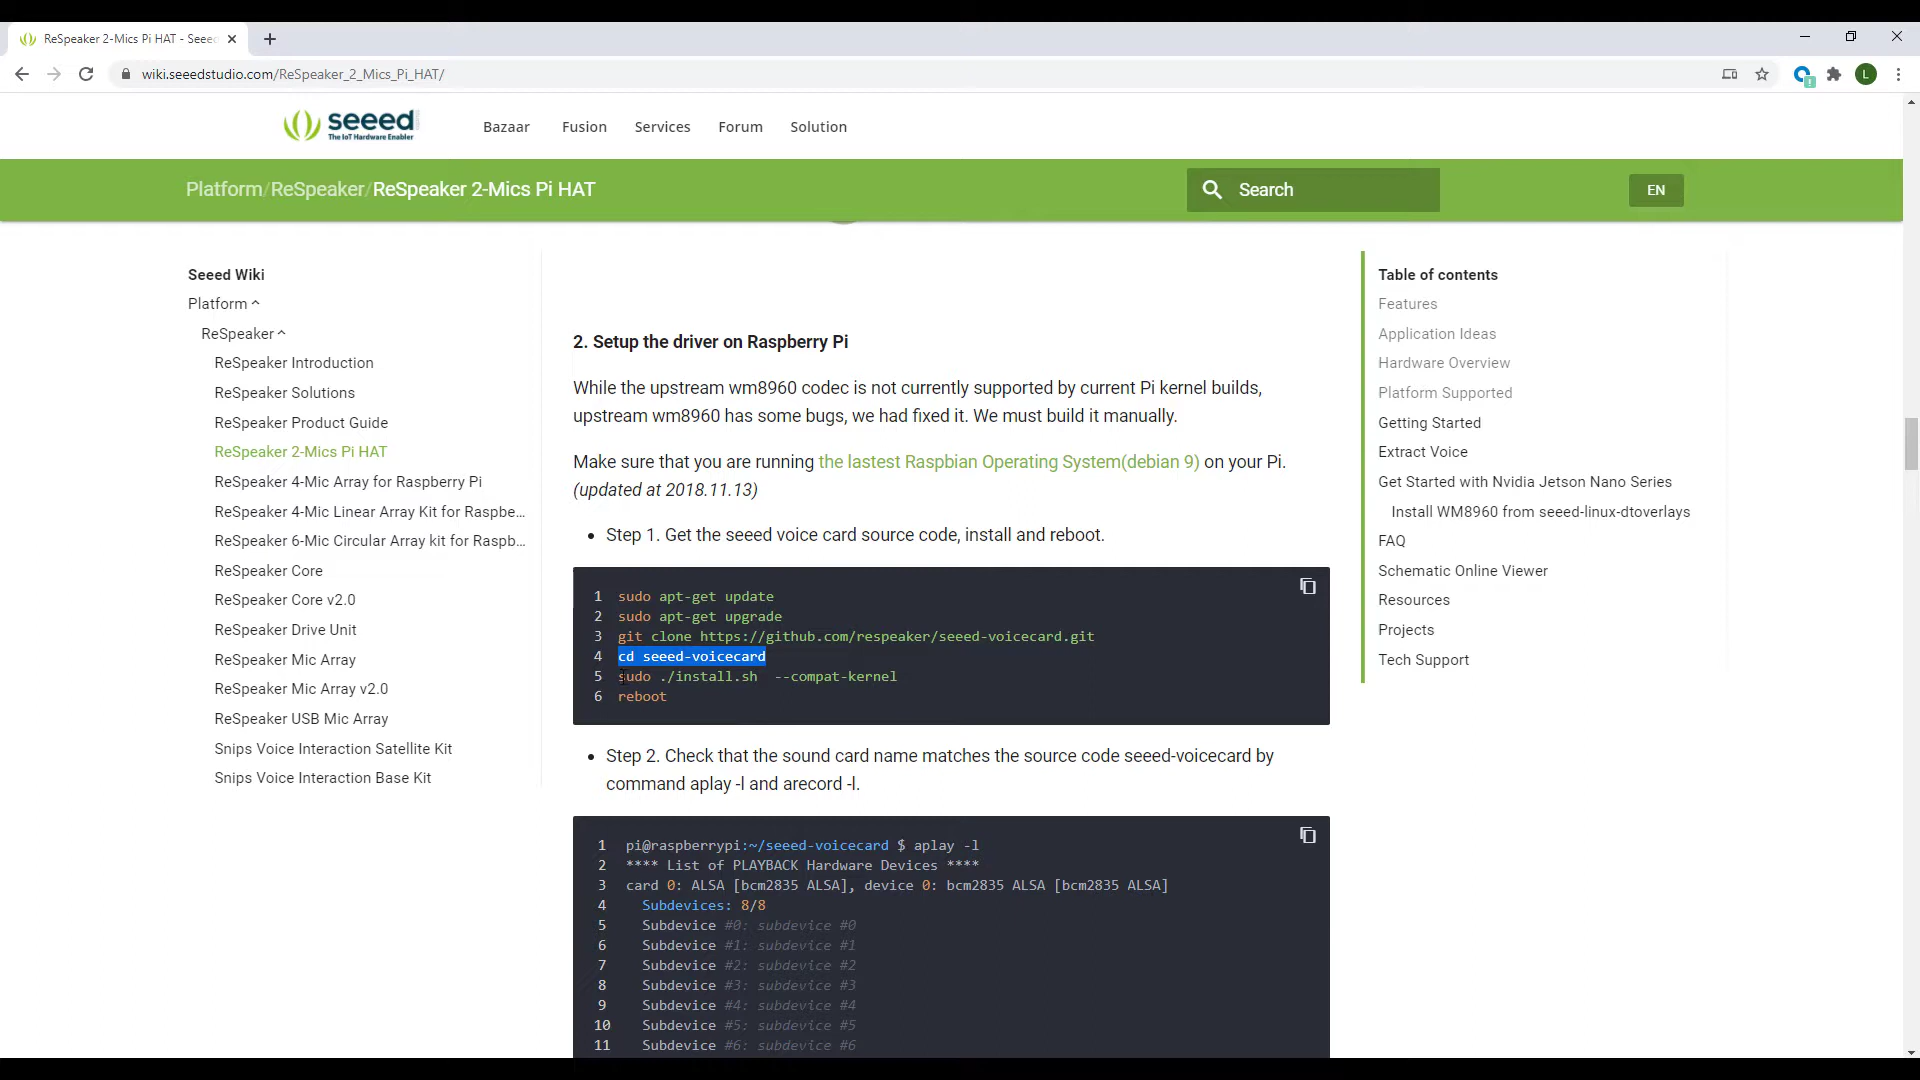 ReSpeaker 2-Mics Pi HAT - Seeed
wiki.seeedstudio.com/ReSpeaker_2_Mics_Pi_HAT/
L
seeed
The IoT Hardware Enabler
Bazaar
Fusion
Services
Forum
Solution
Platform/ReSpeaker/ReSpeaker 2-Mics Pi HAT
Search
EN
Seeed Wiki
Platform
ReSpeaker
ReSpeaker Introduction
ReSpeaker Solutions
ReSpeaker Product Guide
ReSpeaker 2-Mics Pi HAT
ReSpeaker 4-Mic Array for Raspberry Pi
ReSpeaker 4-Mic Linear Array Kit for Raspbe...
ReSpeaker 6-Mic Circular Array kit for Raspb...
ReSpeaker Core
ReSpeaker Core v2.0
ReSpeaker Drive Unit
ReSpeaker Mic Array
ReSpeaker Mic Array v2.0
ReSpeaker USB Mic Array
Snips Voice Interaction Satellite Kit
Snips Voice Interaction Base Kit
2. Setup the driver on Raspberry Pi
While the upstream wm8960 codec is not currently supported by current Pi kernel builds,
upstream wm8960 has some bugs, we had fixed it. We must build it manually.
Make sure that you are running the lastest Raspbian Operating System(debian 9) on your Pi.
(updated at 2018.11.13)
• Step 1. Get the seeed voice card source code, install and reboot.
1 sudo apt-get update
2 sudo apt-get upgrade
3 git clone https://github.com/respeaker/seeed-voicecard.git
4 cd seeed-voicecard
5 sudo ./install.sh  --compat-kernel
6 reboot
• Step 2. Check that the sound card name matches the source code seeed-voicecard by
command aplay -l and arecord -l.
1 pi@raspberrypi:~/seeed-voicecard $ aplay -l
2 **** List of PLAYBACK Hardware Devices ****
3 card 0: ALSA [bcm2835 ALSA], device 0: bcm2835 ALSA [bcm2835 ALSA]
4 Subdevices: 8/8
5 Subdevice #0: subdevice #0
6 Subdevice #1: subdevice #1
7 Subdevice #2: subdevice #2
8 Subdevice #3: subdevice #3
9 Subdevice #4: subdevice #4
10 Subdevice #5: subdevice #5
11 Subdevice #6: subdevice #6
Table of contents
Features
Application Ideas
Hardware Overview
Platform Supported
Getting Started
Extract Voice
Get Started with Nvidia Jetson Nano Series
Install WM8960 from seeed-linux-dtoverlays
FAQ
Schematic Online Viewer
Resources
Projects
Tech Support